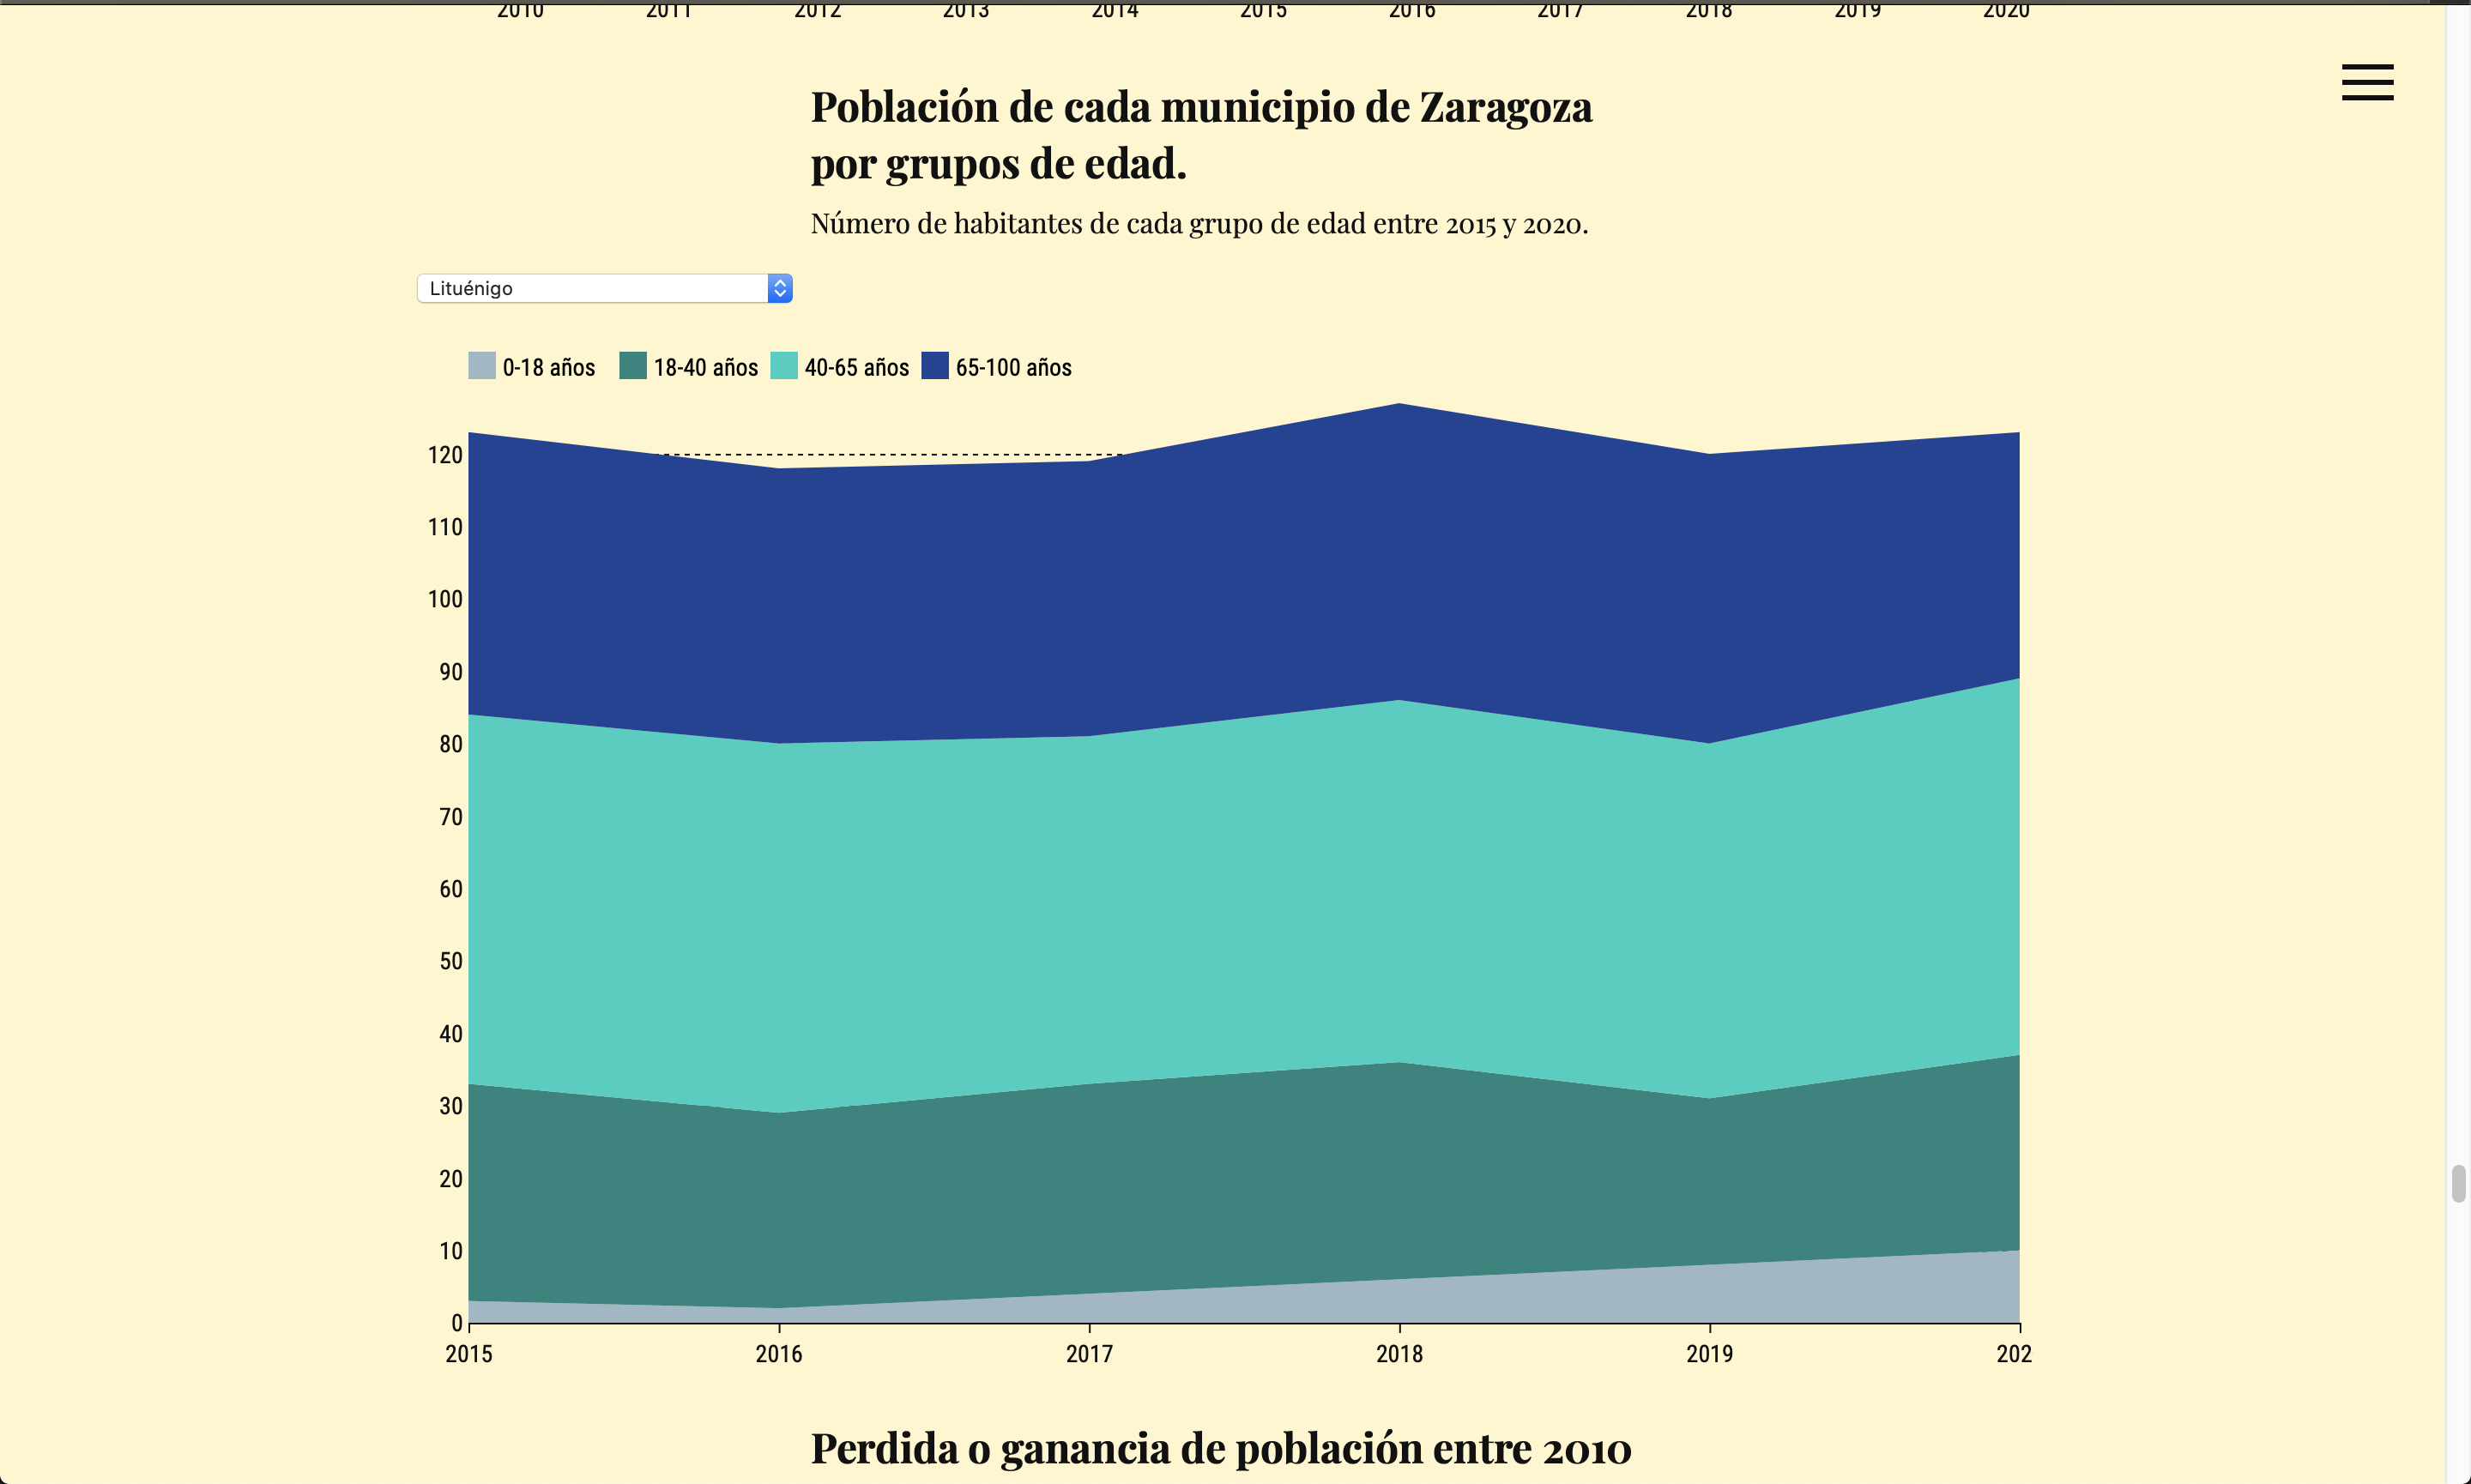 2010 2011 2012 2013 2014 2015 2016 2017 2018 2019 2020
Población de cada municipio de Zaragoza
por grupos de edad.
Número de habitantes de cada grupo de edad entre 2015 y 2020.
Lituénigo
0-18 años 18-40 años 40-65 años 65-100 años
120
110
100
90
80
70
60
50
40
30
20
10
0
2015 2016 2017 2018 2019 202
Perdida o ganancia de población entre 2010